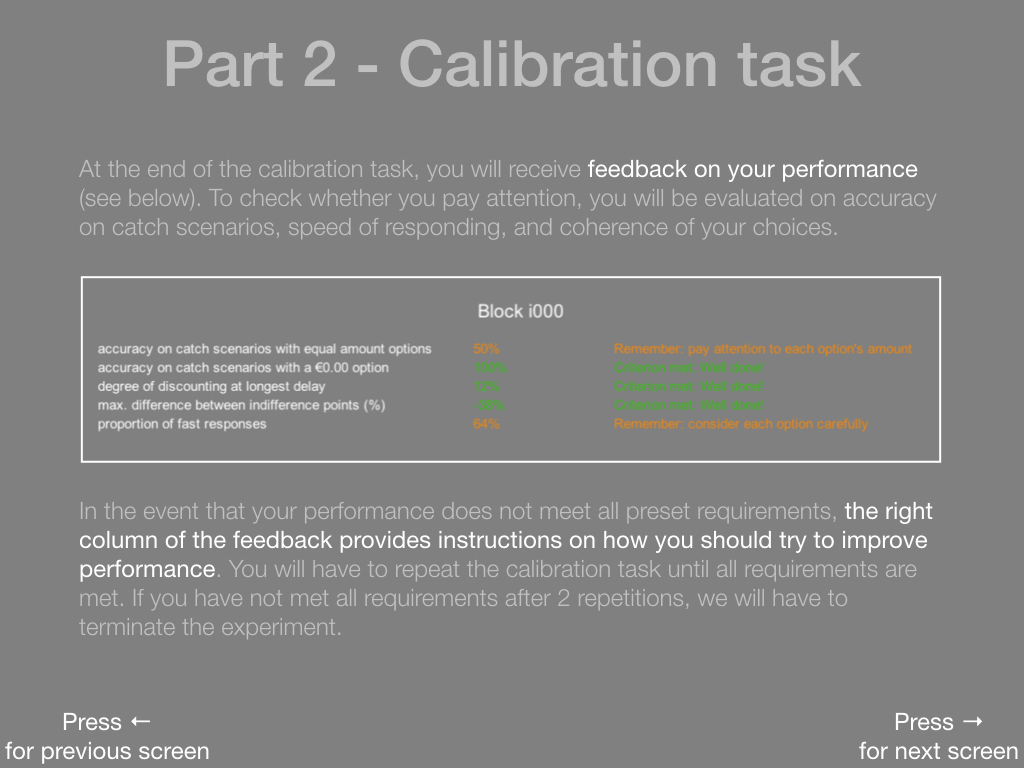 Part 2 - Calibration task
At the end of the calibration task, you will receive feedback on your performance
(see below). To check whether you pay attention, you will be evaluated on accuracy
on catch scenarios, speed of responding, and coherence of your choices.
Block i000
accuracy on catch scenarios with equal amount options 50% Remember: pay attention to each option's amount
accuracy on catch scenarios with a €0.00 option 100% Criterion met. Well done!
degree of discounting at longest delay Criterion met. Well done!
max. difference between indifference points (%) Criterion met. Well done!
proportion of fast responses 64% Remember: consider each option carefully
In the event that your performance does not meet all preset requirements, the right
column of the feedback provides instructions on how you should try to improve
performance. You will have to repeat the calibration task until all requirements are
met. If you have not met all requirements after 2 repetitions, we will have to
terminate the experiment.
Press ←
for previous screen
Press →
for next screen